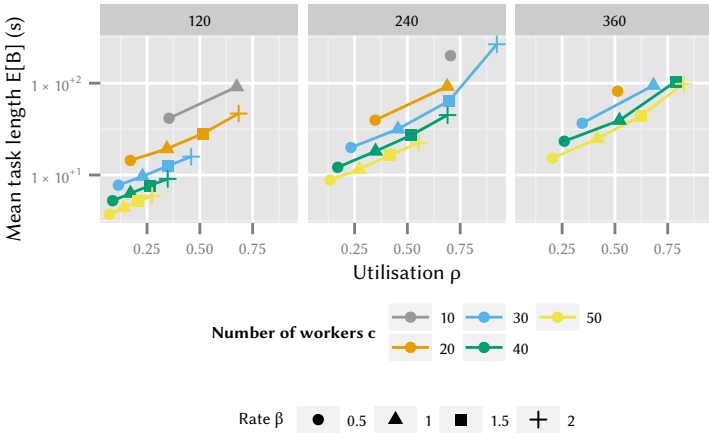 120 240 360
Mean task length E[B] (s)
1 × 10⁺²
1 × 10⁺¹
0.25 0.50 0.75 0.25 0.50 0.75 0.25 0.50 0.75
Utilisation ρ
Number of workers c
10 30 50
20 40
Rate β 0.5 1 1.5 2